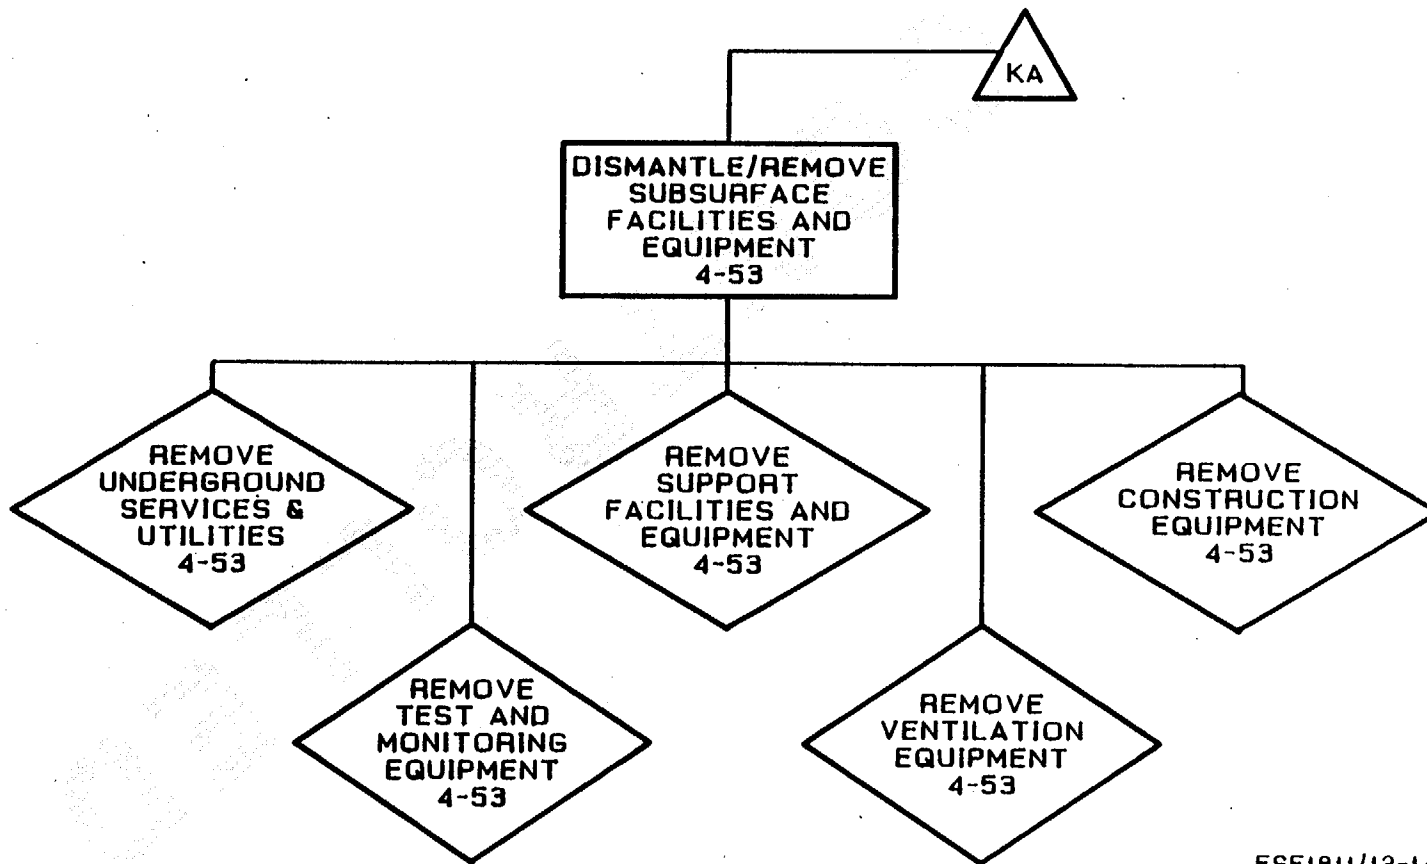 KA
DISMANTLE/REMOVE
SUBSURFACE
FACILITIES AND
EQUIPMENT
4-53
REMOVE
UNDERGROUND
SERVICES &
UTILITIES
4-53
REMOVE
SUPPORT
FACILITIES AND
EQUIPMENT
4-53
REMOVE
CONSTRUCTION
EQUIPMENT
4-53
REMOVE
TEST AND
MONITORING
EQUIPMENT
4-53
REMOVE
VENTILATION
EQUIPMENT
4-53